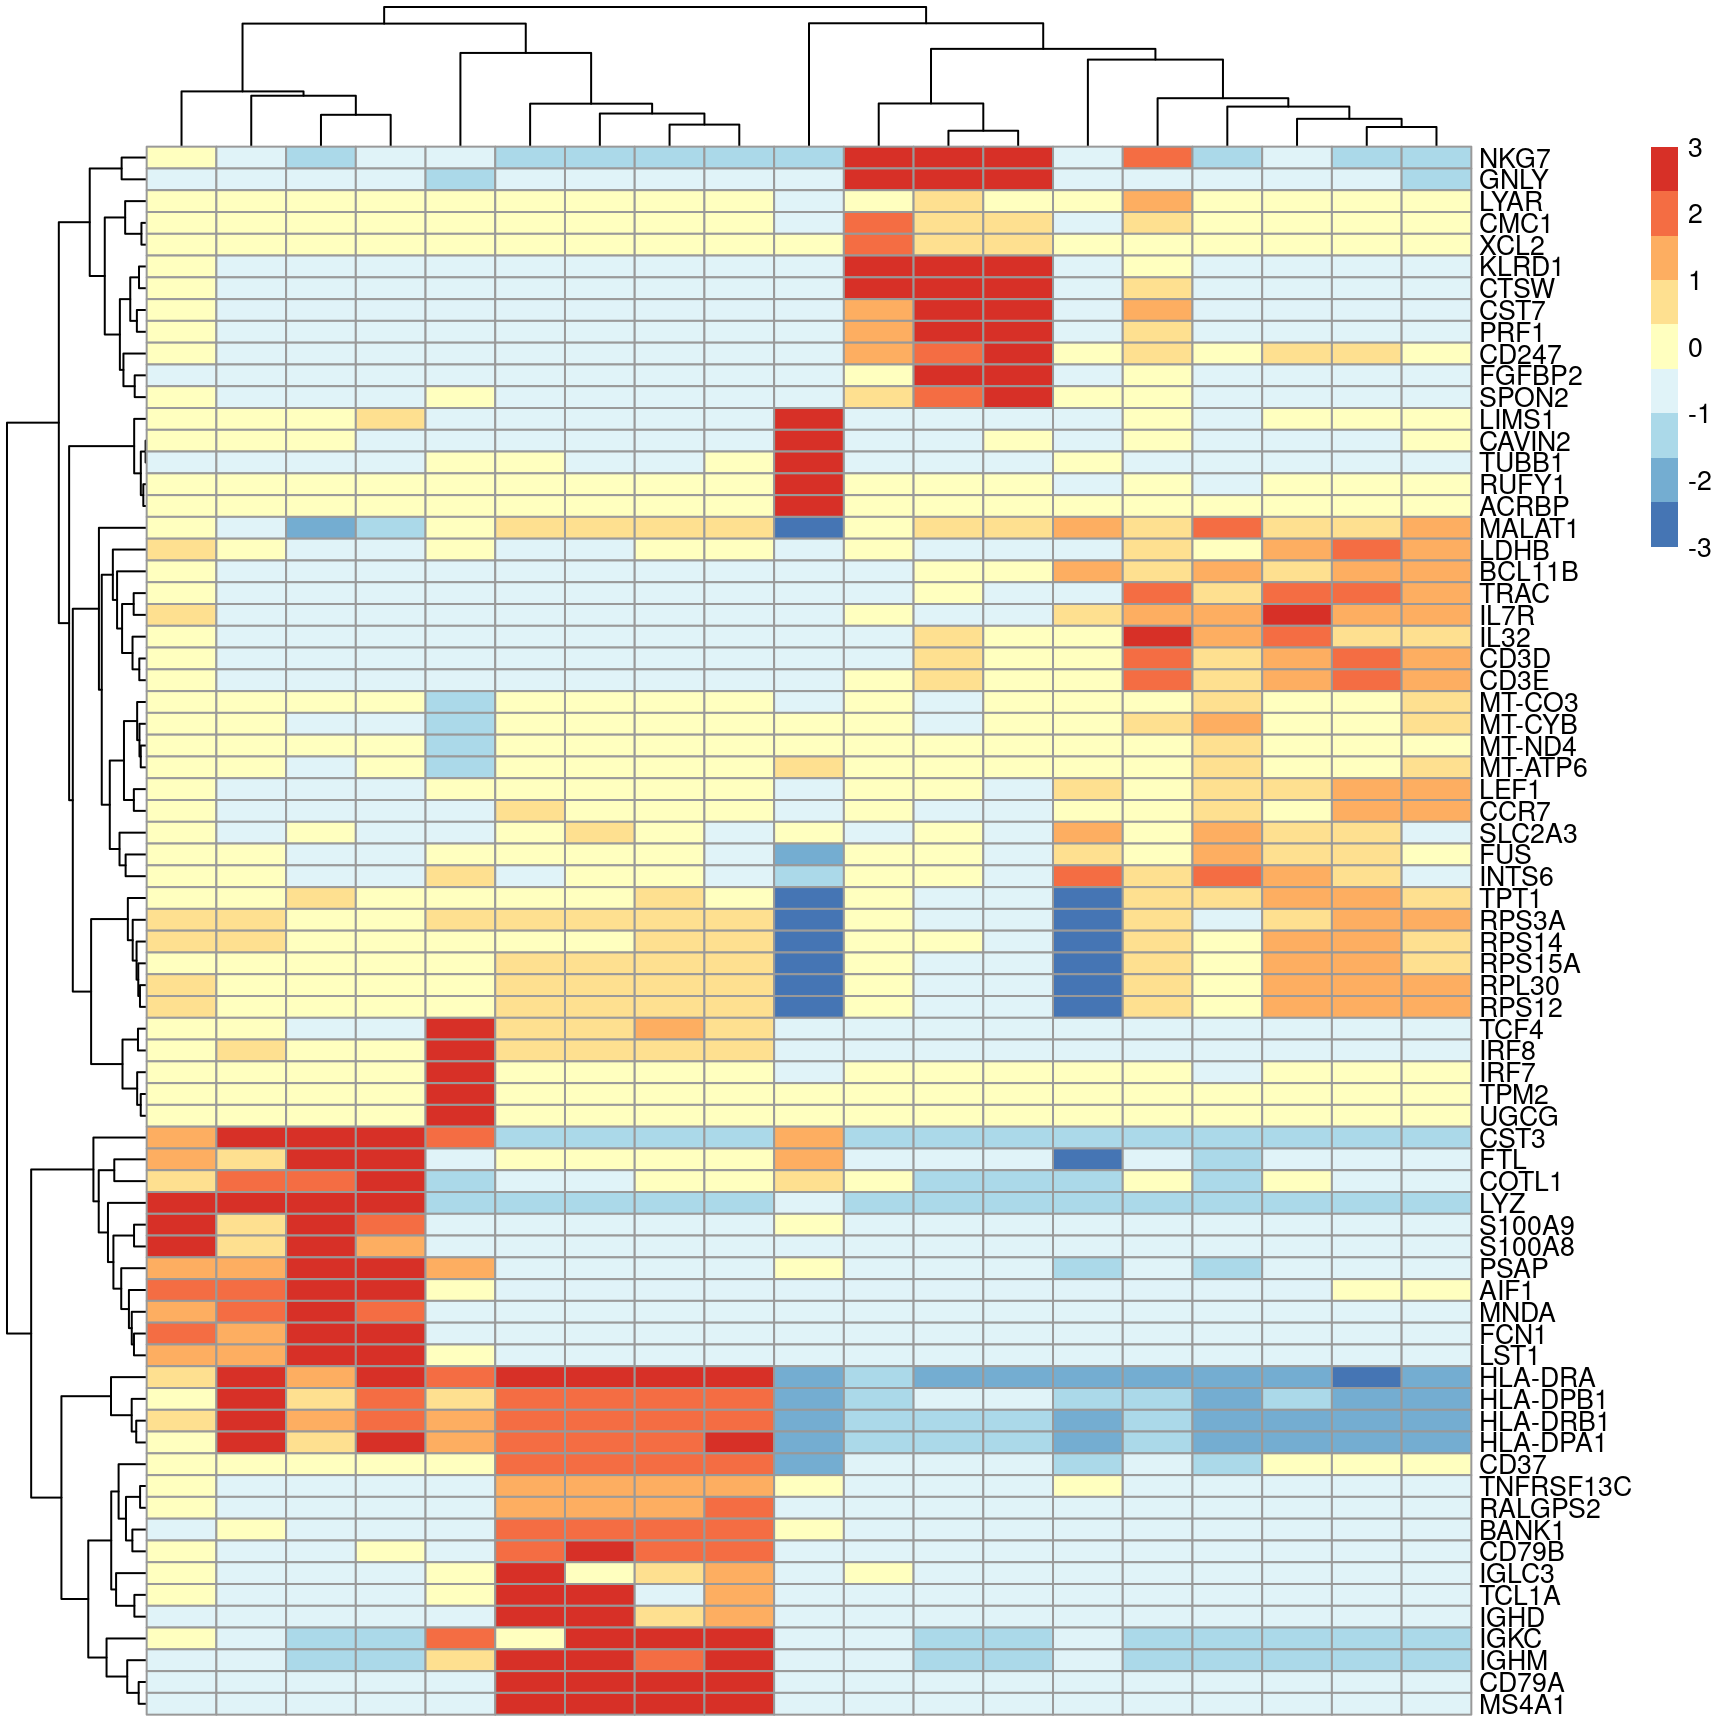 NKG7
GNLY
LYAR
CMC1
XCL2
KLRD1
CTSW
CST7
PRF1
CD247
FGFBP2
SPON2
LIMS1
CAVIN2
TUBB1
RUFY1
ACRBP
MALAT1
LDHB
BCL11B
TRAC
IL7R
IL32
CD3D
CD3E
MT-CO3
MT-CYB
MT-ND4
MT-ATP6
LEF1
CCR7
SLC2A3
FUS
INTS6
TPT1
RPS3A
RPS14
RPS15A
RPL30
RPS12
TCF4
IRF8
IRF7
TPM2
UGCG
CST3
FTL
COTL1
LYZ
S100A9
S100A8
PSAP
AIF1
MNDA
FCN1
LST1
HLA-DRA
HLA-DPB1
HLA-DRB1
HLA-DPA1
CD37
TNFRSF13C
RALGPS2
BANK1
CD79B
IGLC3
TCL1A
IGHD
IGKC
IGHM
CD79A
MS4A1
3
2
1
0
-1
-2
-3